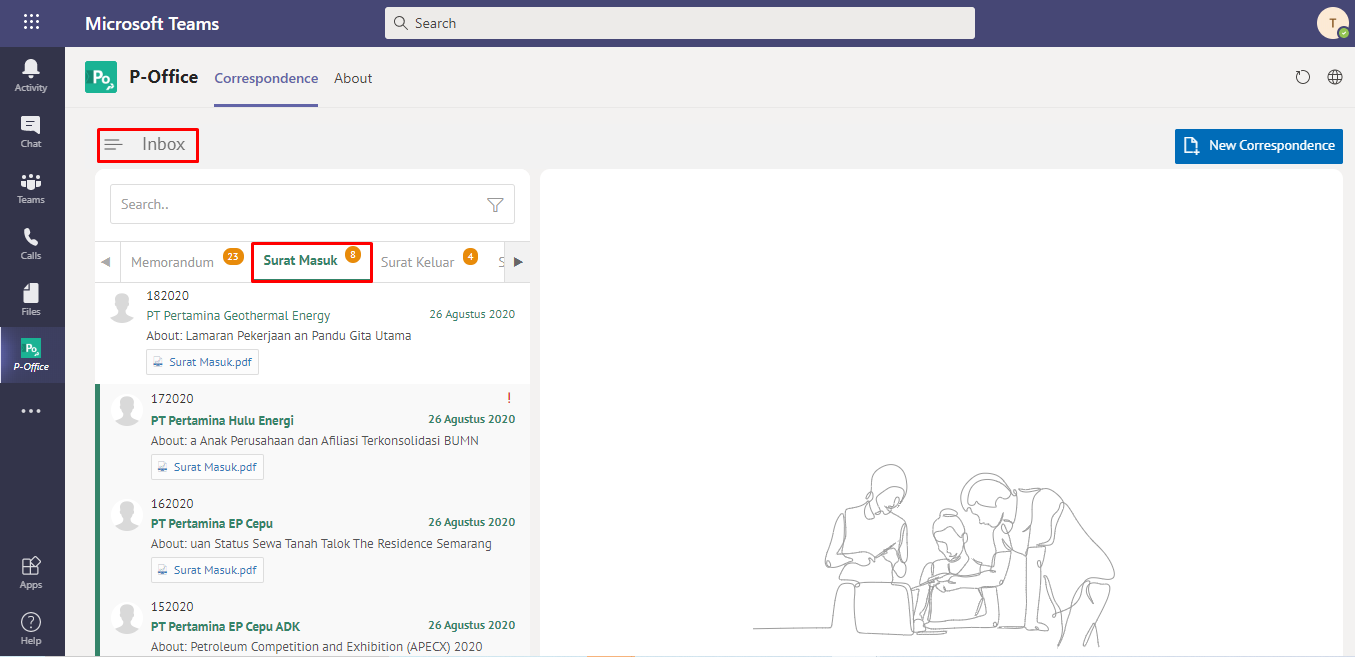 Microsoft Teams
Search
T
Activity
Chat
Teams
Calls
Files
Po
P-Office
Apps
Help
Po
P-Office
Correspondence
About
Inbox
New Correspondence
Search..
Memorandum 23
Surat Masuk 8
Surat Keluar 4
S
182020
PT Pertamina Geothermal Energy
26 Agustus 2020
About: Lamaran Pekerjaan an Pandu Gita Utama
Surat Masuk.pdf
172020
!
PT Pertamina Hulu Energi
26 Agustus 2020
About: a Anak Perusahaan dan Afiliasi Terkonsolidasi BUMN
Surat Masuk.pdf
162020
PT Pertamina EP Cepu
26 Agustus 2020
About: uan Status Sewa Tanah Talok The Residence Semarang
Surat Masuk.pdf
152020
PT Pertamina EP Cepu ADK
26 Agustus 2020
About: Petroleum Competition and Exhibition (APECX) 2020